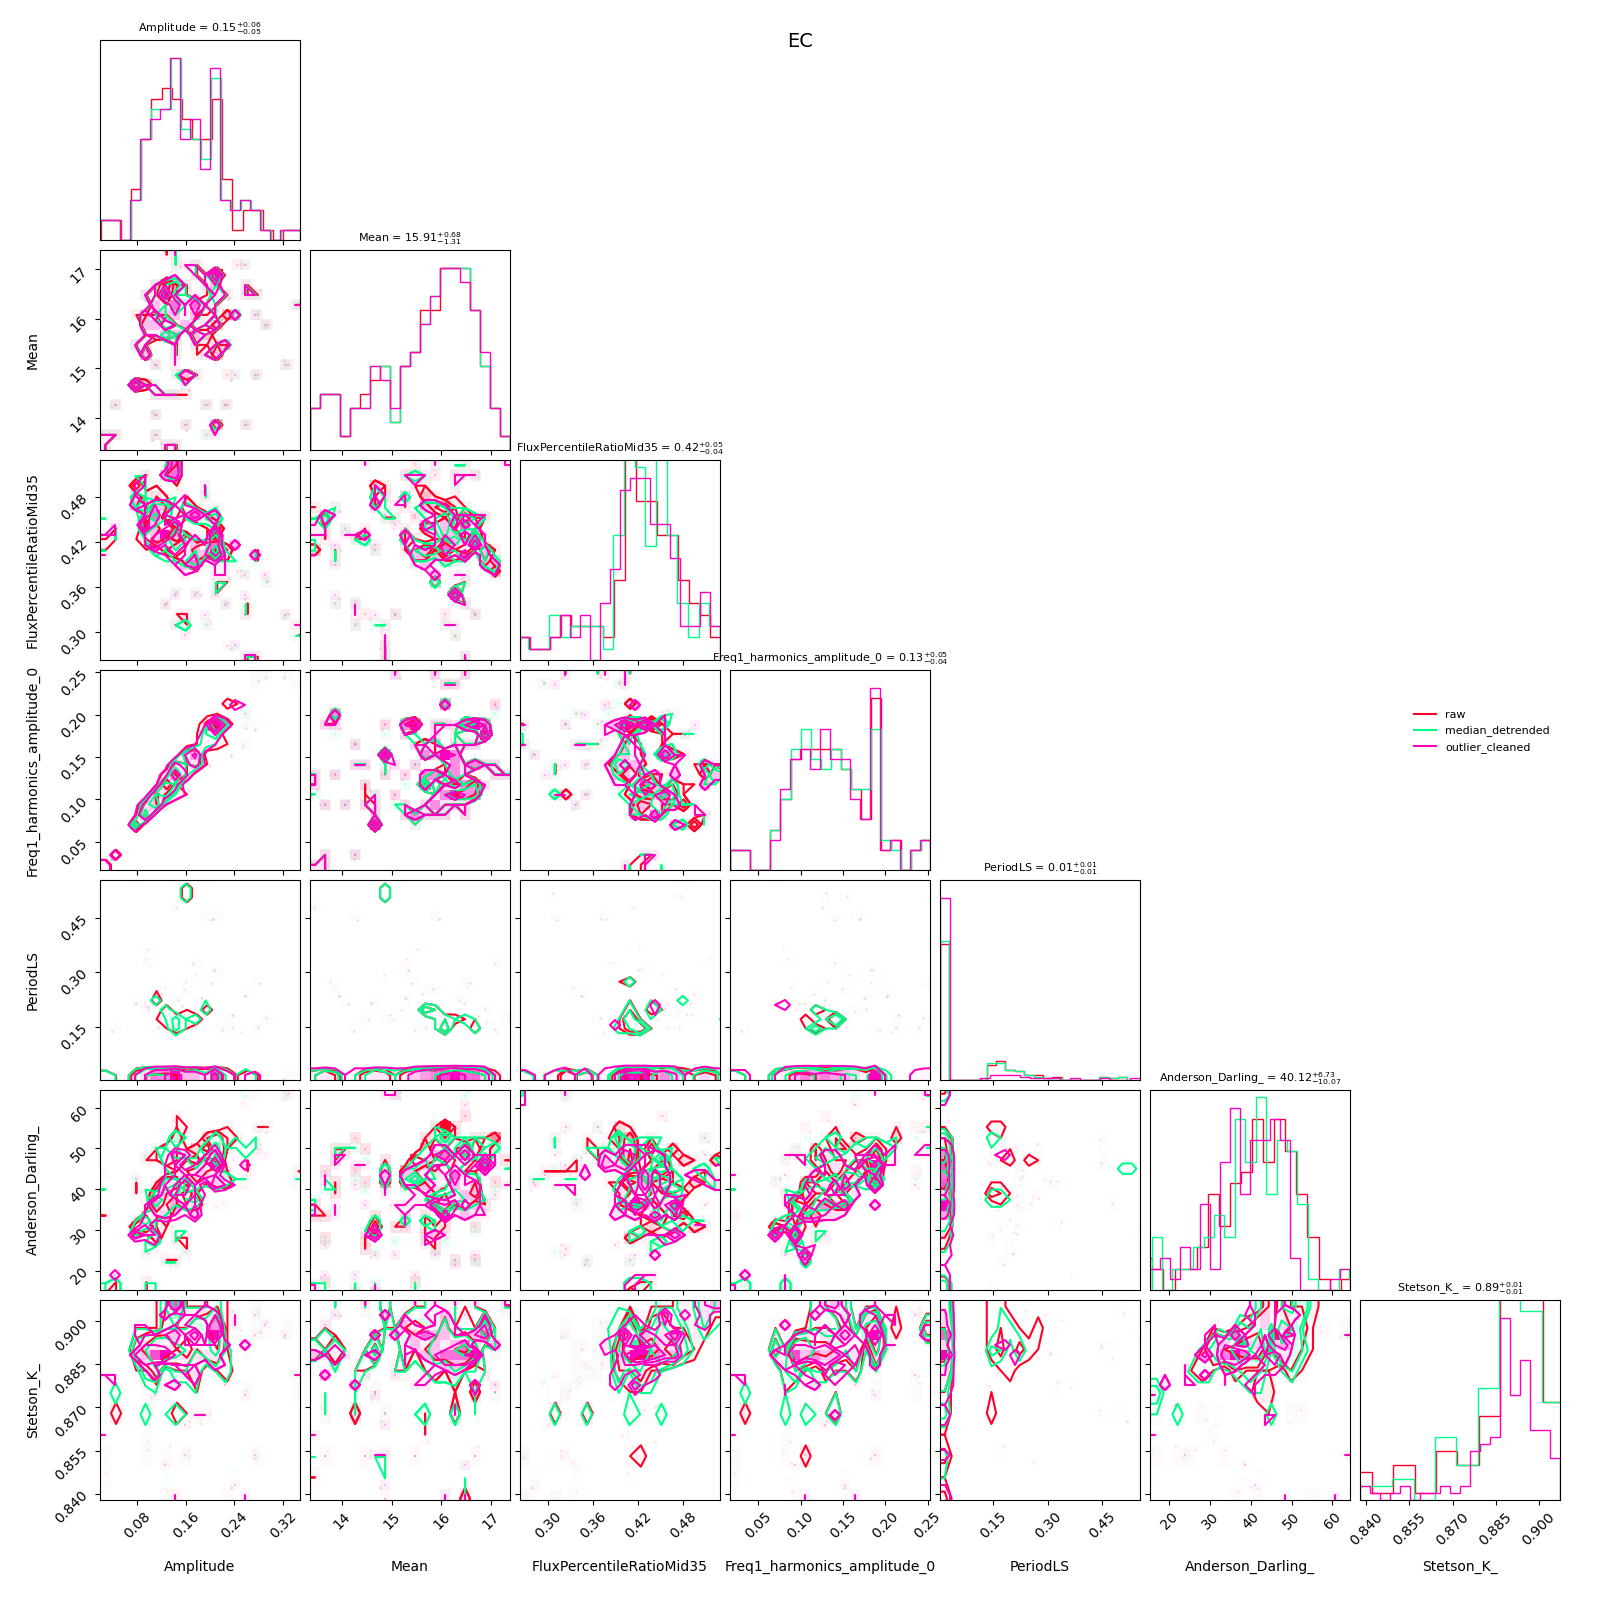 EC
Amplitude = 0.15+0.06−0.05
Mean = 15.91+0.68−1.31
17
16
15
14
Mean
FluxPercentileRatioMid35 = 0.42+0.05−0.04
0.48
0.42
0.36
0.30
FluxPercentileRatioMid35
Freq1_harmonics_amplitude_0 = 0.13+0.05−0.04
0.25
0.20
0.15
0.10
0.05
Freq1_harmonics_amplitude_0
raw
median_detrended
outlier_cleaned
PeriodLS = 0.01+0.01−0.01
0.45
0.30
0.15
PeriodLS
Anderson_Darling_ = 40.12+6.73−10.07
60
50
40
30
20
Anderson_Darling_
Stetson_K_ = 0.89+0.01−0.01
0.900
0.885
0.870
0.855
0.840
Stetson_K_
0.08 0.16 0.24 0.32 14 15 16 17 0.30 0.36 0.42 0.48 0.05 0.10 0.15 0.20 0.25 0.15 0.30 0.45 20 30 40 50 60 0.840 0.855 0.870 0.885 0.900
Amplitude Mean FluxPercentileRatioMid35 Freq1_harmonics_amplitude_0 PeriodLS Anderson_Darling_ Stetson_K_